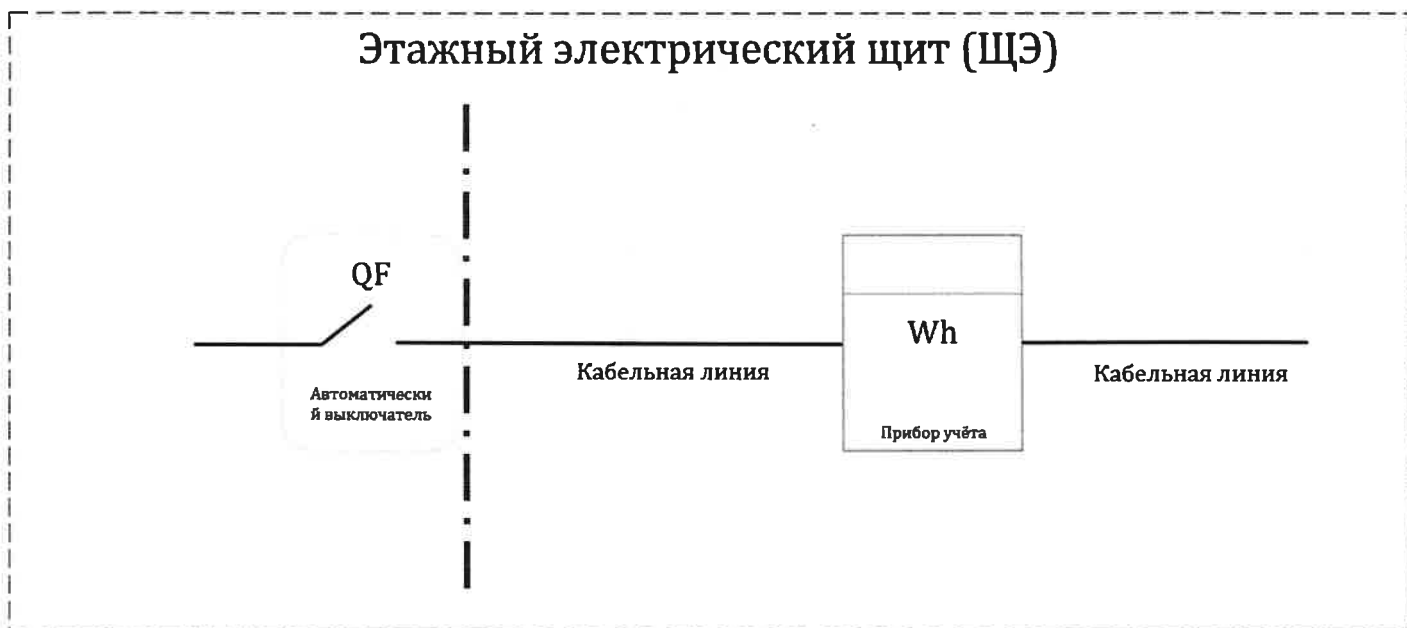 Этажный электрический щит (ЩЭ)
QF
Автоматически
й выключатель
Кабельная линия
Wh
Прибор учёта
Кабельная линия